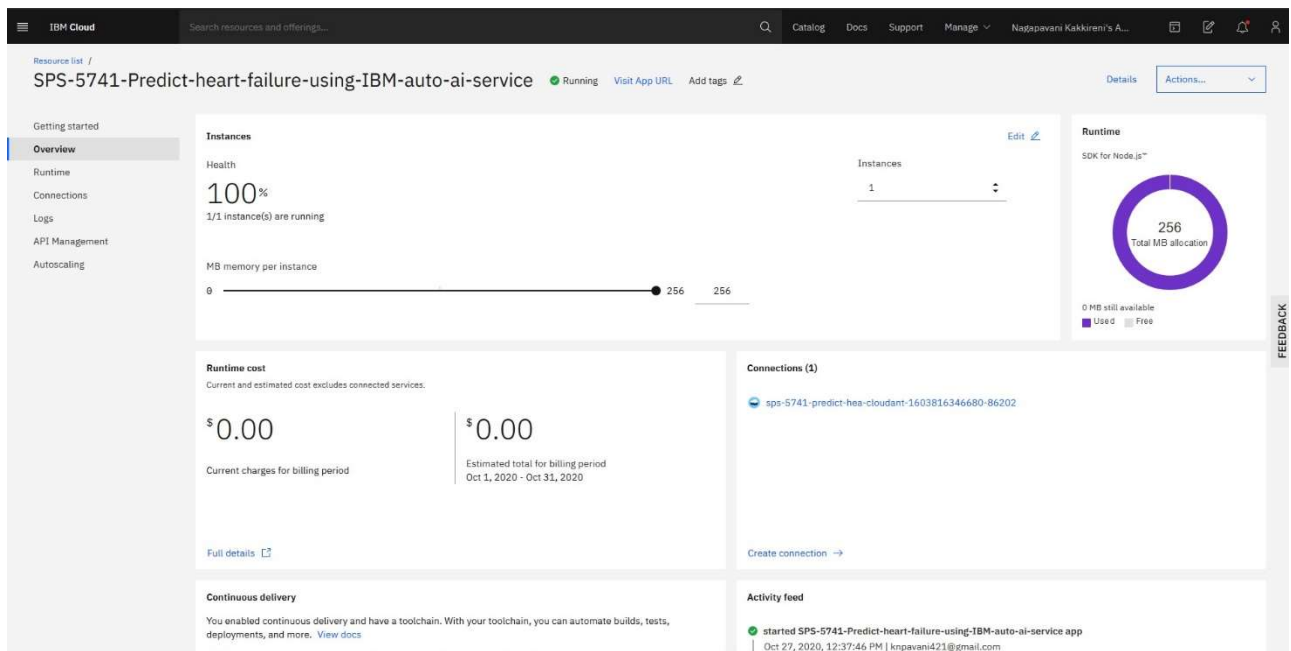 IBM Cloud
Search resources and offerings...
Catalog
Docs
Support
Manage
Nagapavani Kakkireni's A...
Resource list /
SPS-5741-Predict-heart-failure-using-IBM-auto-ai-service
Running
Visit App URL
Add tags
Details
Actions...
Getting started
Overview
Runtime
Connections
Logs
API Management
Autoscaling
Instances
Edit
Health
100%
1/1 instance(s) are running
Instances
1
MB memory per instance
0
256
256
Runtime
SDK for Node.js™
256
Total MB allocation
0 MB still available
Used
Free
FEEDBACK
Runtime cost
Current and estimated cost excludes connected services.
$0.00
Current charges for billing period
$0.00
Estimated total for billing period
Oct 1, 2020 - Oct 31, 2020
Full details
Connections (1)
sps-5741-predict-hea-cloudant-1603816346680-86202
Create connection →
Continuous delivery
You enabled continuous delivery and have a toolchain. With your toolchain, you can automate builds, tests,
deployments, and more. View docs
Activity feed
started SPS-5741-Predict-heart-failure-using-IBM-auto-ai-service app
Oct 27, 2020, 12:37:46 PM | knpavani421@gmail.com